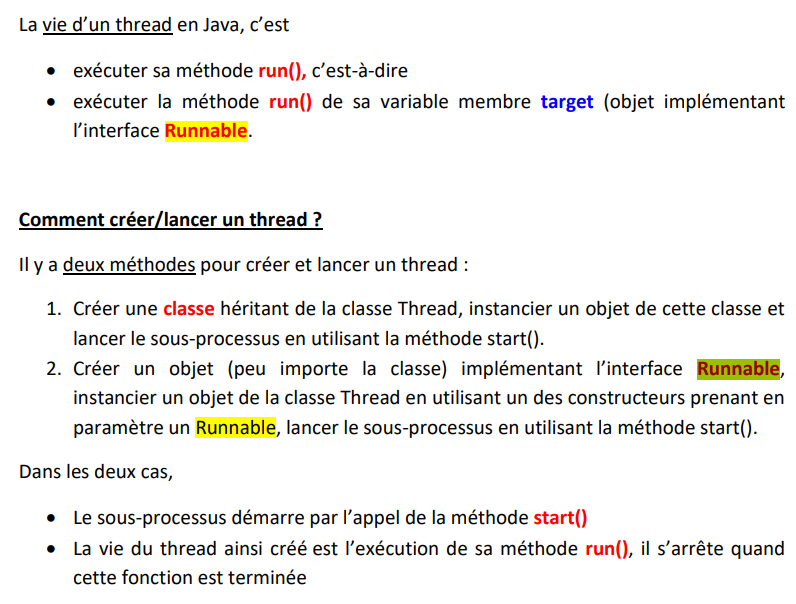 La vie d’un thread en Java, c’est
• exécuter sa méthode run(), c’est-à-dire
• exécuter la méthode run() de sa variable membre target (objet implémentant
l’interface Runnable.
Comment créer/lancer un thread ?
Il y a deux méthodes pour créer et lancer un thread :
1. Créer une classe héritant de la classe Thread, instancier un objet de cette classe et
lancer le sous-processus en utilisant la méthode start().
2. Créer un objet (peu importe la classe) implémentant l’interface Runnable,
instancier un objet de la classe Thread en utilisant un des constructeurs prenant en
paramètre un Runnable, lancer le sous-processus en utilisant la méthode start().
Dans les deux cas,
• Le sous-processus démarre par l’appel de la méthode start()
• La vie du thread ainsi créé est l’exécution de sa méthode run(), il s’arrête quand
cette fonction est terminée